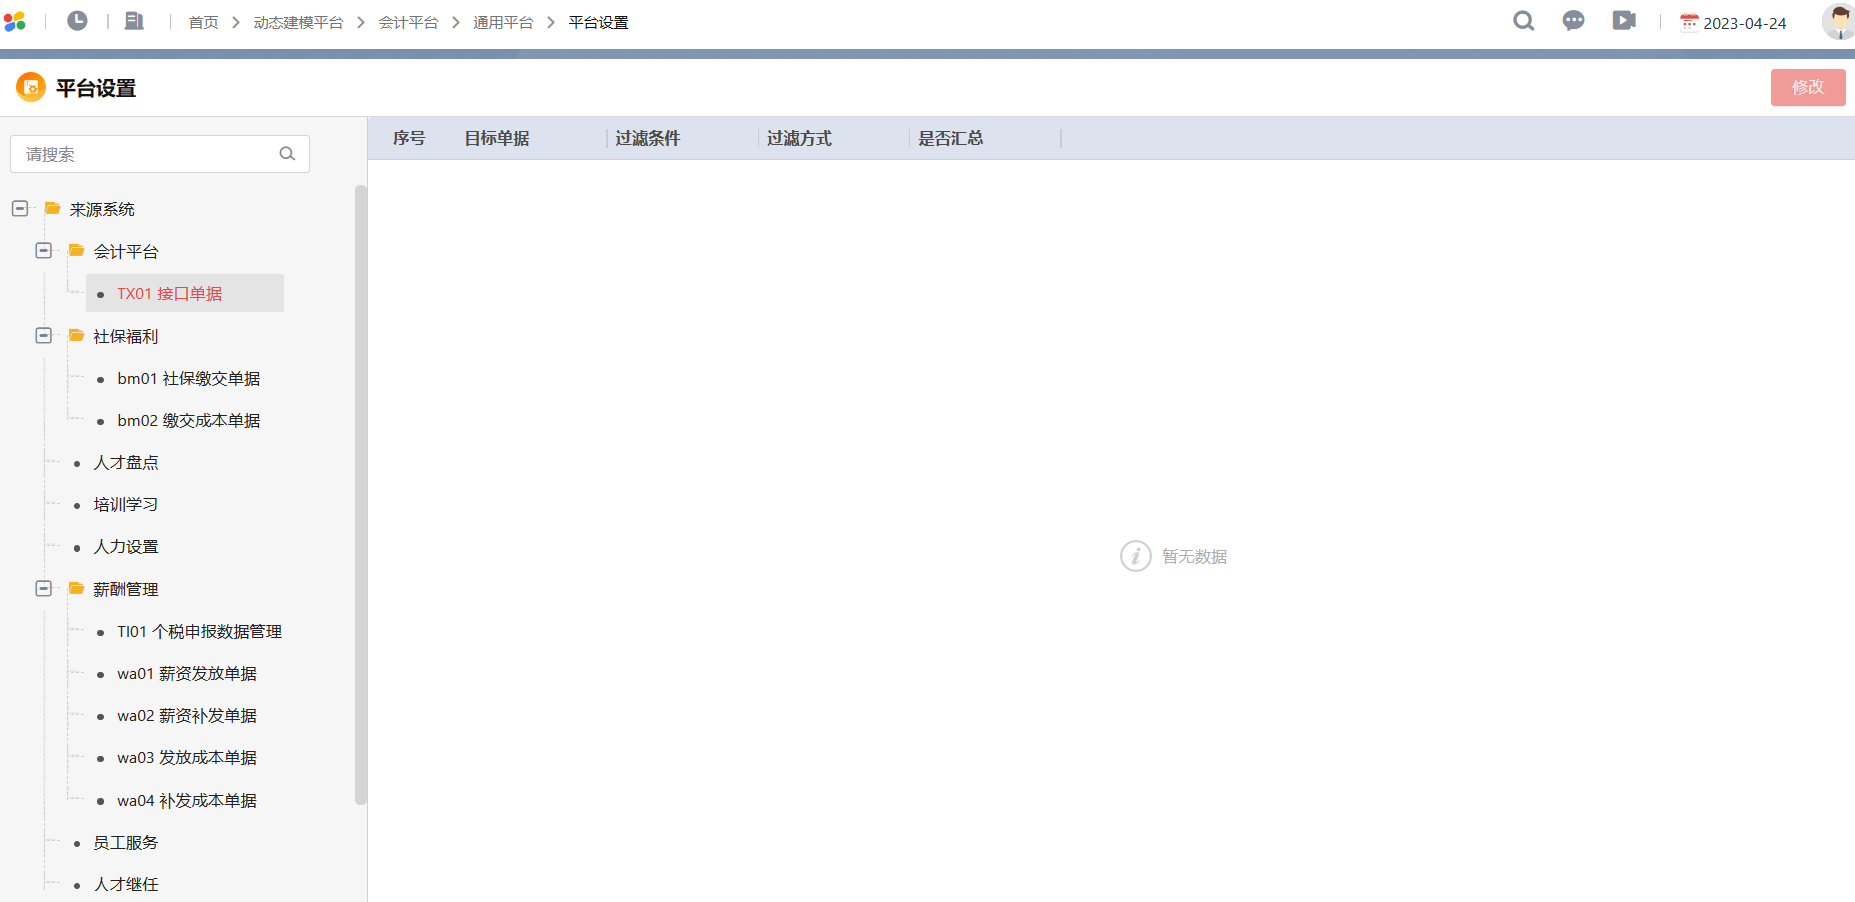 首页 > 动态建模平台 > 会计平台 > 通用平台 > 平台设置
2023-04-24
平台设置
修改
请搜索
序号 目标单据 过滤条件 过滤方式 是否汇总
来源系统
会计平台
TX01 接口单据
社保福利
bm01 社保缴交单据
bm02 缴交成本单据
人才盘点
培训学习
人力设置
薪酬管理
TI01 个税申报数据管理
wa01 薪资发放单据
wa02 薪资补发单据
wa03 发放成本单据
wa04 补发成本单据
员工服务
人才继任
暂无数据